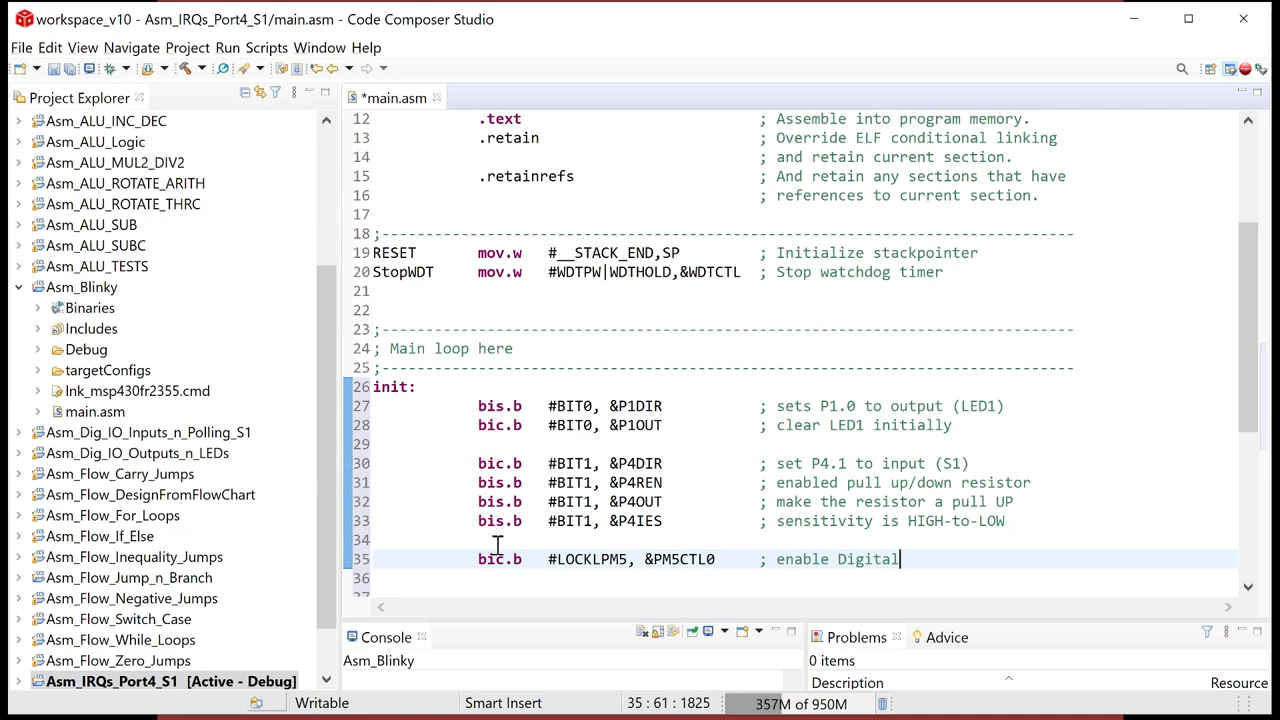 workspace_v10 - Asm_IRQs_Port4_S1/main.asm - Code Composer Studio
File Edit View Navigate Project Run Scripts Window Help
Project Explorer
Asm_ALU_INC_DEC
Asm_ALU_Logic
Asm_ALU_MUL2_DIV2
Asm_ALU_ROTATE_ARITH
Asm_ALU_ROTATE_THRC
Asm_ALU_SUB
Asm_ALU_SUBC
Asm_ALU_TESTS
Asm_Blinky
Binaries
Includes
Debug
targetConfigs
lnk_msp430fr2355.cmd
main.asm
Asm_Dig_IO_Inputs_n_Polling_S1
Asm_Dig_IO_Outputs_n_LEDs
Asm_Flow_Carry_Jumps
Asm_Flow_DesignFromFlowChart
Asm_Flow_For_Loops
Asm_Flow_If_Else
Asm_Flow_Inequality_Jumps
Asm_Flow_Jump_n_Branch
Asm_Flow_Negative_Jumps
Asm_Flow_Switch_Case
Asm_Flow_While_Loops
Asm_Flow_Zero_Jumps
Asm_IRQs_Port4_S1 [Active - Debug]
*main.asm
12 .text ; Assemble into program memory.
13 .retain ; Override ELF conditional linking
14 ; and retain current section.
15 .retainrefs ; And retain any sections that have
16 ; references to current section.
17
18 ;-------------------------------------------------------------------------------
19 RESET mov.w #__STACK_END,SP ; Initialize stackpointer
20 StopWDT mov.w #WDTPW|WDTHOLD,&WDTCTL ; Stop watchdog timer
21
22
23 ;-------------------------------------------------------------------------------
24 ; Main loop here
25 ;-------------------------------------------------------------------------------
26 init:
27 bis.b #BIT0, &P1DIR ; sets P1.0 to output (LED1)
28 bic.b #BIT0, &P1OUT ; clear LED1 initially
29
30 bic.b #BIT1, &P4DIR ; set P4.1 to input (S1)
31 bis.b #BIT1, &P4REN ; enabled pull up/down resistor
32 bis.b #BIT1, &P4OUT ; make the resistor a pull UP
33 bis.b #BIT1, &P4IES ; sensitivity is HIGH-to-LOW
34
35 bic.b #LOCKLPM5, &PM5CTL0 ; enable Digital
36
37
Console
Asm_Blinky
Problems Advice
0 items
Description Resource
Writable Smart Insert 35 : 61 : 1825 357M of 950M